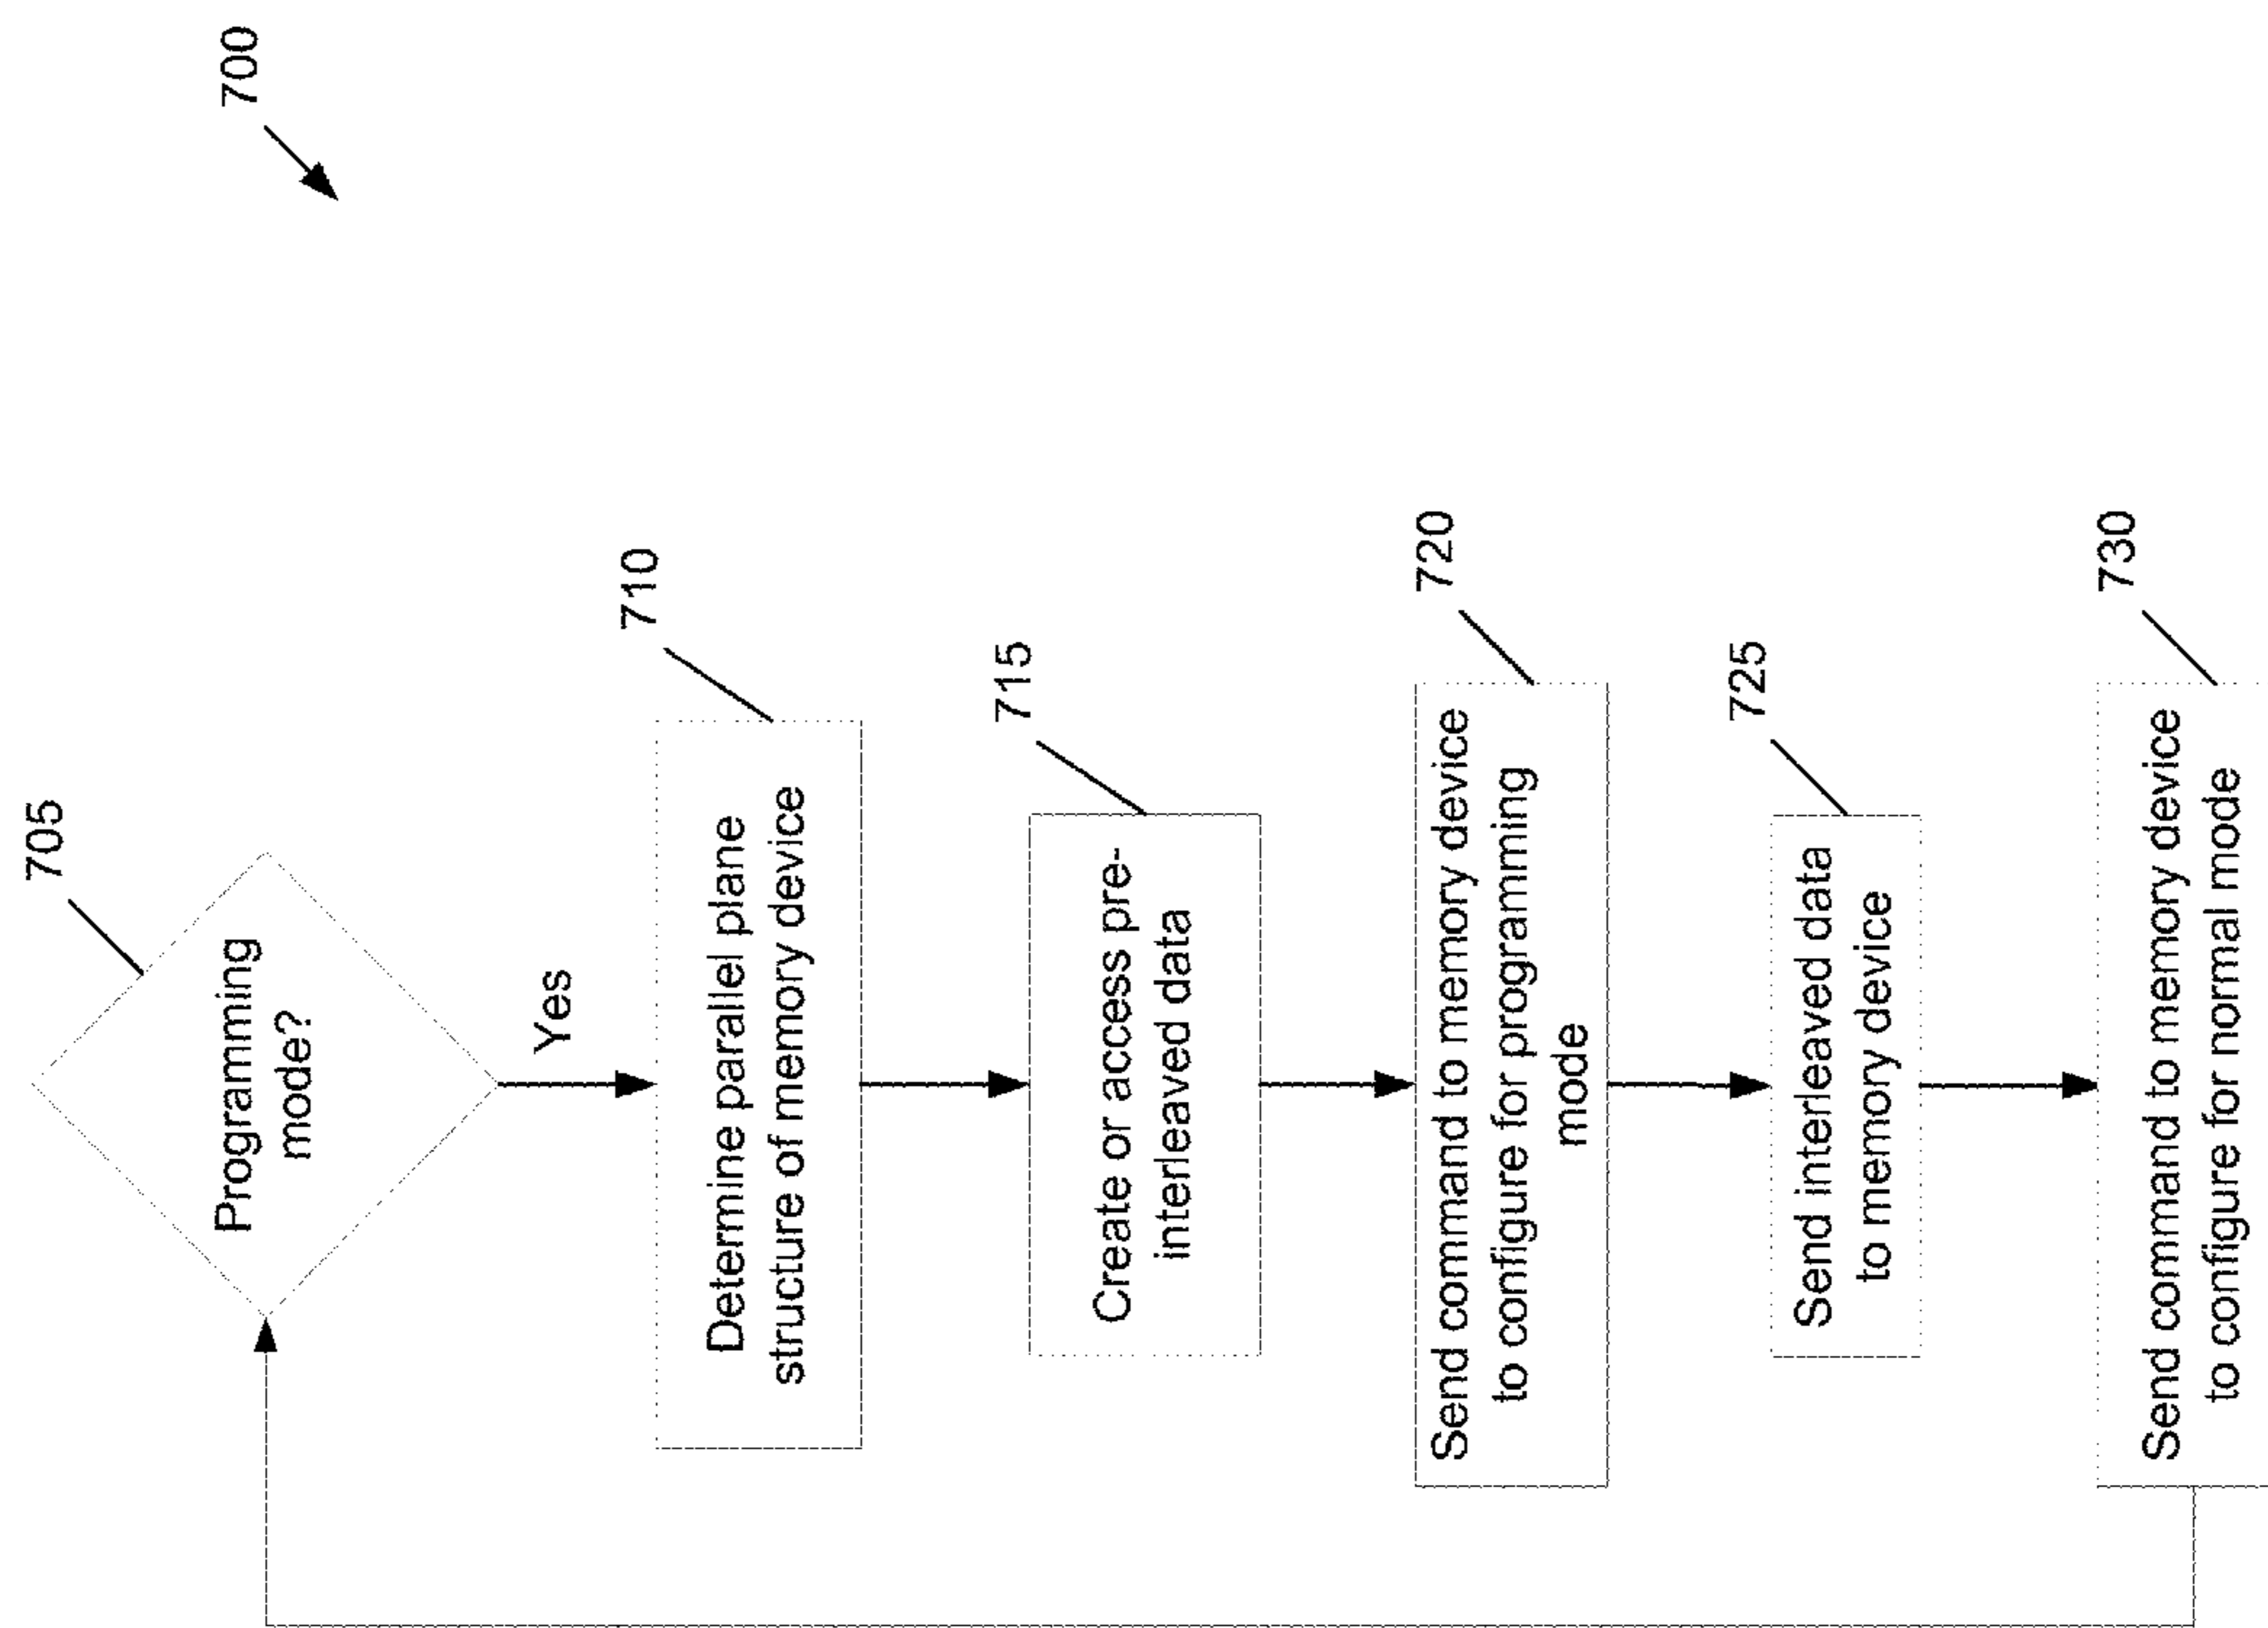 700
705
Programming
mode?
Yes
710
Determine parallel plane
structure of memory device
715
Create or access pre-
interleaved data
720
Send command to memory device
to configure for programming
mode
725
Send interleaved data
to memory device
730
Send command to memory device
to configure for normal mode